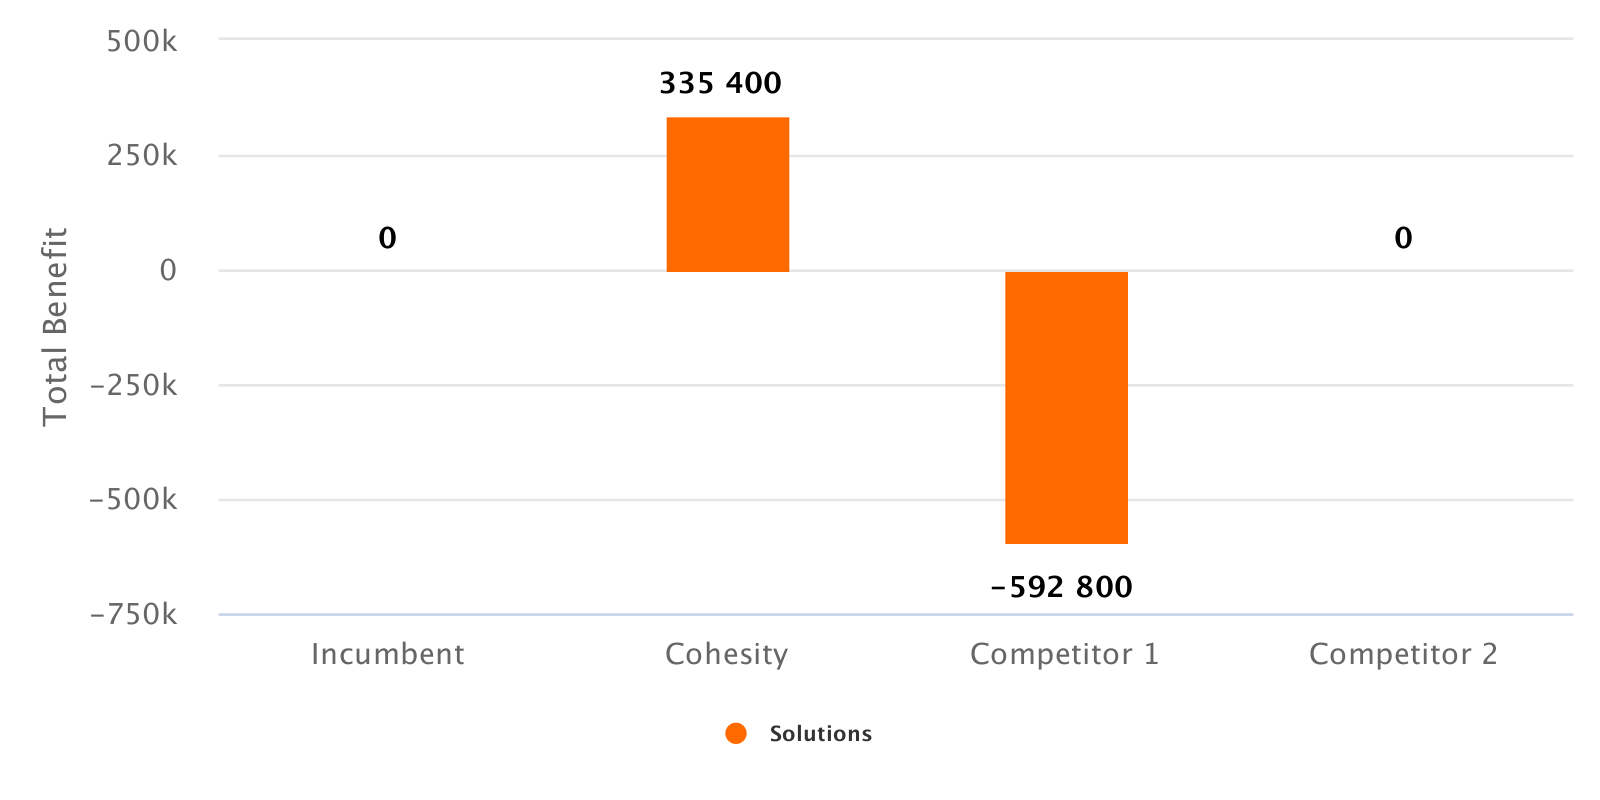 500k
250k
0
−250k
−500k
−750k
Total Benefit
0
335 400
−592 800
0
Incumbent
Cohesity
Competitor 1
Competitor 2
Solutions